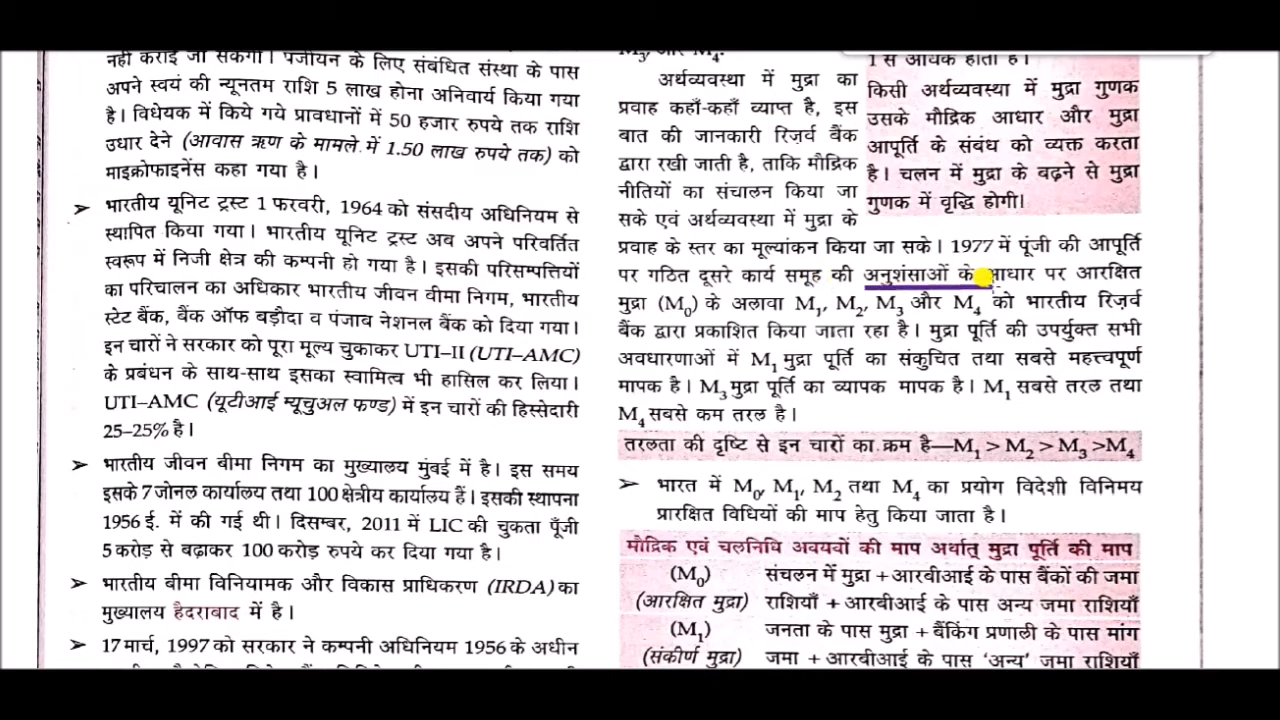 नहीं कराई जा सकेगी। पंजीयन के लिए संबंधित संस्था के पास
अपने स्वयं की न्यूनतम राशि 5 लाख होना अनिवार्य किया गया
है। विधेयक में किये गये प्रावधानों में 50 हजार रुपये तक राशि
उधार देने (आवास ऋण के मामले में 1.50 लाख रुपये तक) को
माइक्रोफाइनेंस कहा गया है।
➢ भारतीय यूनिट ट्रस्ट 1 फरवरी, 1964 को संसदीय अधिनियम से
स्थापित किया गया। भारतीय यूनिट ट्रस्ट अब अपने परिवर्तित
स्वरूप में निजी क्षेत्र की कम्पनी हो गया है। इसकी परिसम्पत्तियों
का परिचालन का अधिकार भारतीय जीवन बीमा निगम, भारतीय
स्टेट बैंक, बैंक ऑफ बड़ौदा व पंजाब नेशनल बैंक को दिया गया।
इन चारों ने सरकार को पूरा मूल्य चुकाकर UTI–II (UTI–AMC)
के प्रबंधन के साथ-साथ इसका स्वामित्व भी हासिल कर लिया।
UTI–AMC (यूटीआई म्यूचुअल फण्ड) में इन चारों की हिस्सेदारी
25–25% है।
➢ भारतीय जीवन बीमा निगम का मुख्यालय मुंबई में है। इस समय
इसके 7 जोनल कार्यालय तथा 100 क्षेत्रीय कार्यालय हैं। इसकी स्थापना
1956 ई. में की गई थी। दिसम्बर, 2011 में LIC की चुकता पूँजी
5 करोड़ से बढ़ाकर 100 करोड़ रुपये कर दिया गया है।
➢ भारतीय बीमा विनियामक और विकास प्राधिकरण (IRDA) का
मुख्यालय हैदराबाद में है।
➢ 17 मार्च, 1997 को सरकार ने कम्पनी अधिनियम 1956 के अधीन
M3, और M4.
अर्थव्यवस्था में मुद्रा का
प्रवाह कहाँ-कहाँ व्याप्त है, इस
बात की जानकारी रिज़र्व बैंक
द्वारा रखी जाती है, ताकि मौद्रिक
नीतियों का संचालन किया जा
सके एवं अर्थव्यवस्था में मुद्रा के
1 से अधिक होता है।
किसी अर्थव्यवस्था में मुद्रा गुणक
उसके मौद्रिक आधार और मुद्रा
आपूर्ति के संबंध को व्यक्त करता
है। चलन में मुद्रा के बढ़ने से मुद्रा
गुणक में वृद्धि होगी।
प्रवाह के स्तर का मूल्यांकन किया जा सके। 1977 में पूंजी की आपूर्ति
पर गठित दूसरे कार्य समूह की अनुशंसाओं के आधार पर आरक्षित
मुद्रा (M0) के अलावा M1, M2, M3 और M4 को भारतीय रिज़र्व
बैंक द्वारा प्रकाशित किया जाता रहा है। मुद्रा पूर्ति की उपर्युक्त सभी
अवधारणाओं में M1 मुद्रा पूर्ति का संकुचित तथा सबसे महत्त्वपूर्ण
मापक है। M3 मुद्रा पूर्ति का व्यापक मापक है। M1 सबसे तरल तथा
M4 सबसे कम तरल है।
तरलता की दृष्टि से इन चारों का क्रम है—M1 > M2 > M3 >M4
➢ भारत में M0, M1, M2 तथा M4 का प्रयोग विदेशी विनिमय
प्रारक्षित विधियों की माप हेतु किया जाता है।
मौद्रिक एवं चलनिधि अवयवों की माप अर्थात् मुद्रा पूर्ति की माप
(M0) संचलन में मुद्रा + आरबीआई के पास बैंकों की जमा
(आरक्षित मुद्रा) राशियाँ + आरबीआई के पास अन्य जमा राशियाँ
(M1) जनता के पास मुद्रा + बैंकिंग प्रणाली के पास मांग
(संकीर्ण मुद्रा) जमा + आरबीआई के पास ‘अन्य’ जमा राशियाँ